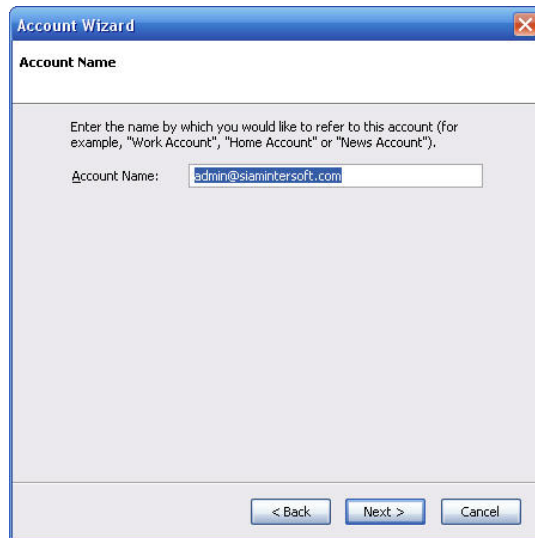 Account Wizard
Account Name
Enter the name by which you would like to refer to this account (for
example, "Work Account", "Home Account" or "News Account").
Account Name: admin@siamintersoft.com
< Back Next > Cancel